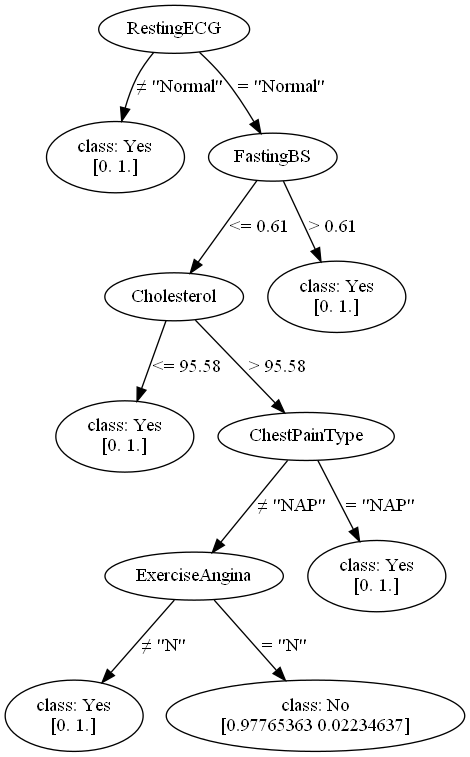 RestingECG
≠ "Normal"
= "Normal"
class: Yes
[0. 1.]
FastingBS
<= 0.61
> 0.61
Cholesterol
class: Yes
[0. 1.]
<= 95.58
> 95.58
class: Yes
[0. 1.]
ChestPainType
≠ "NAP"
= "NAP"
ExerciseAngina
class: Yes
[0. 1.]
≠ "N"
= "N"
class: Yes
[0. 1.]
class: No
[0.97765363 0.02234637]